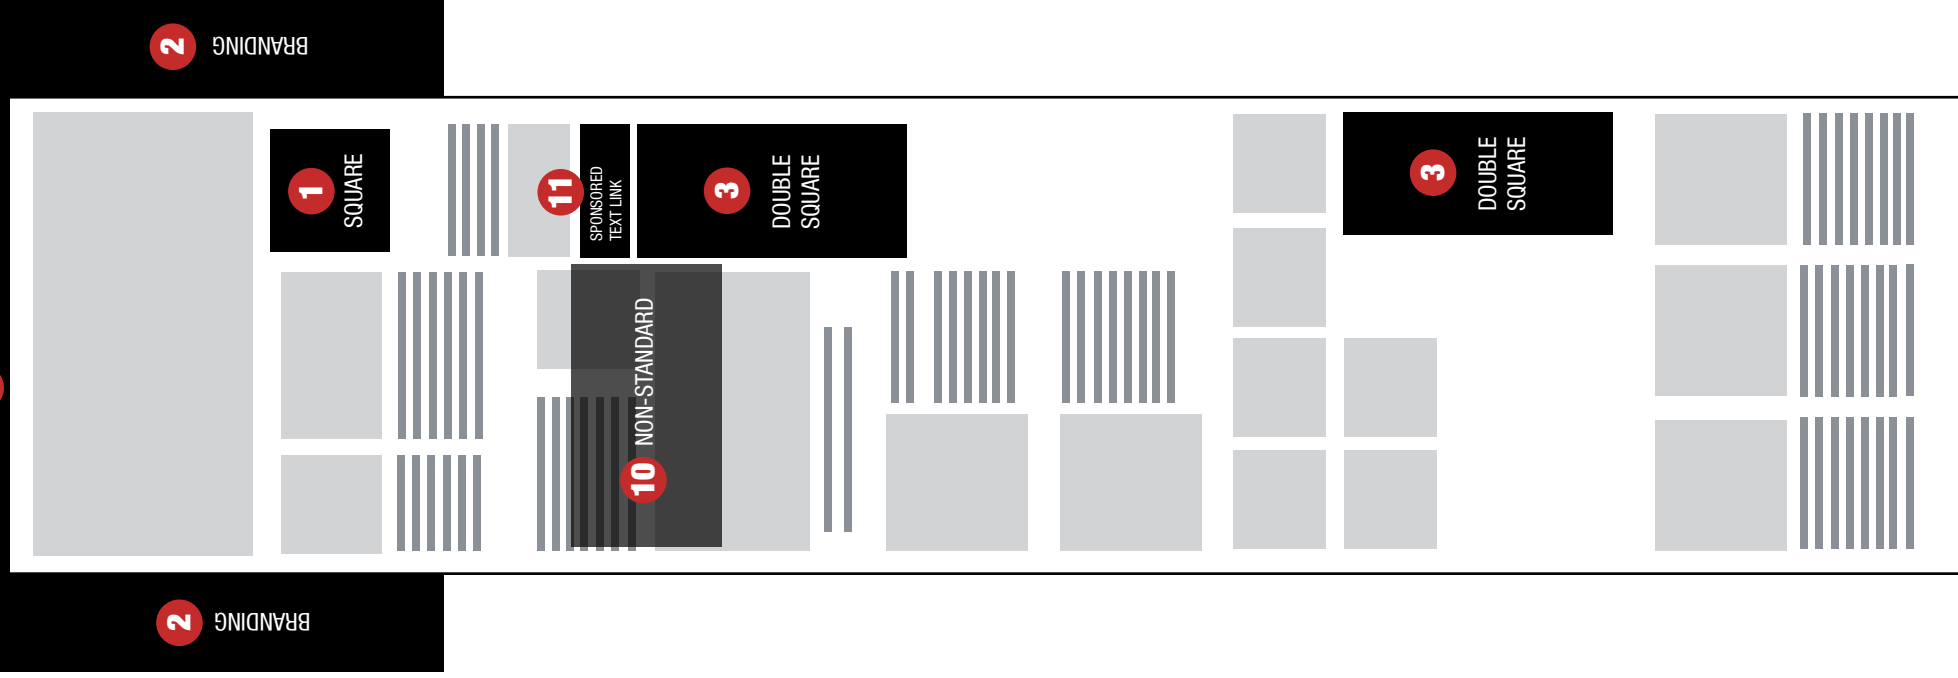 2 BRANDING
1
SQUARE
11
SPONSORED
TEXT LINK
3
DOUBLE
SQUARE
3
DOUBLE
SQUARE
10 NON-STANDARD
2 BRANDING